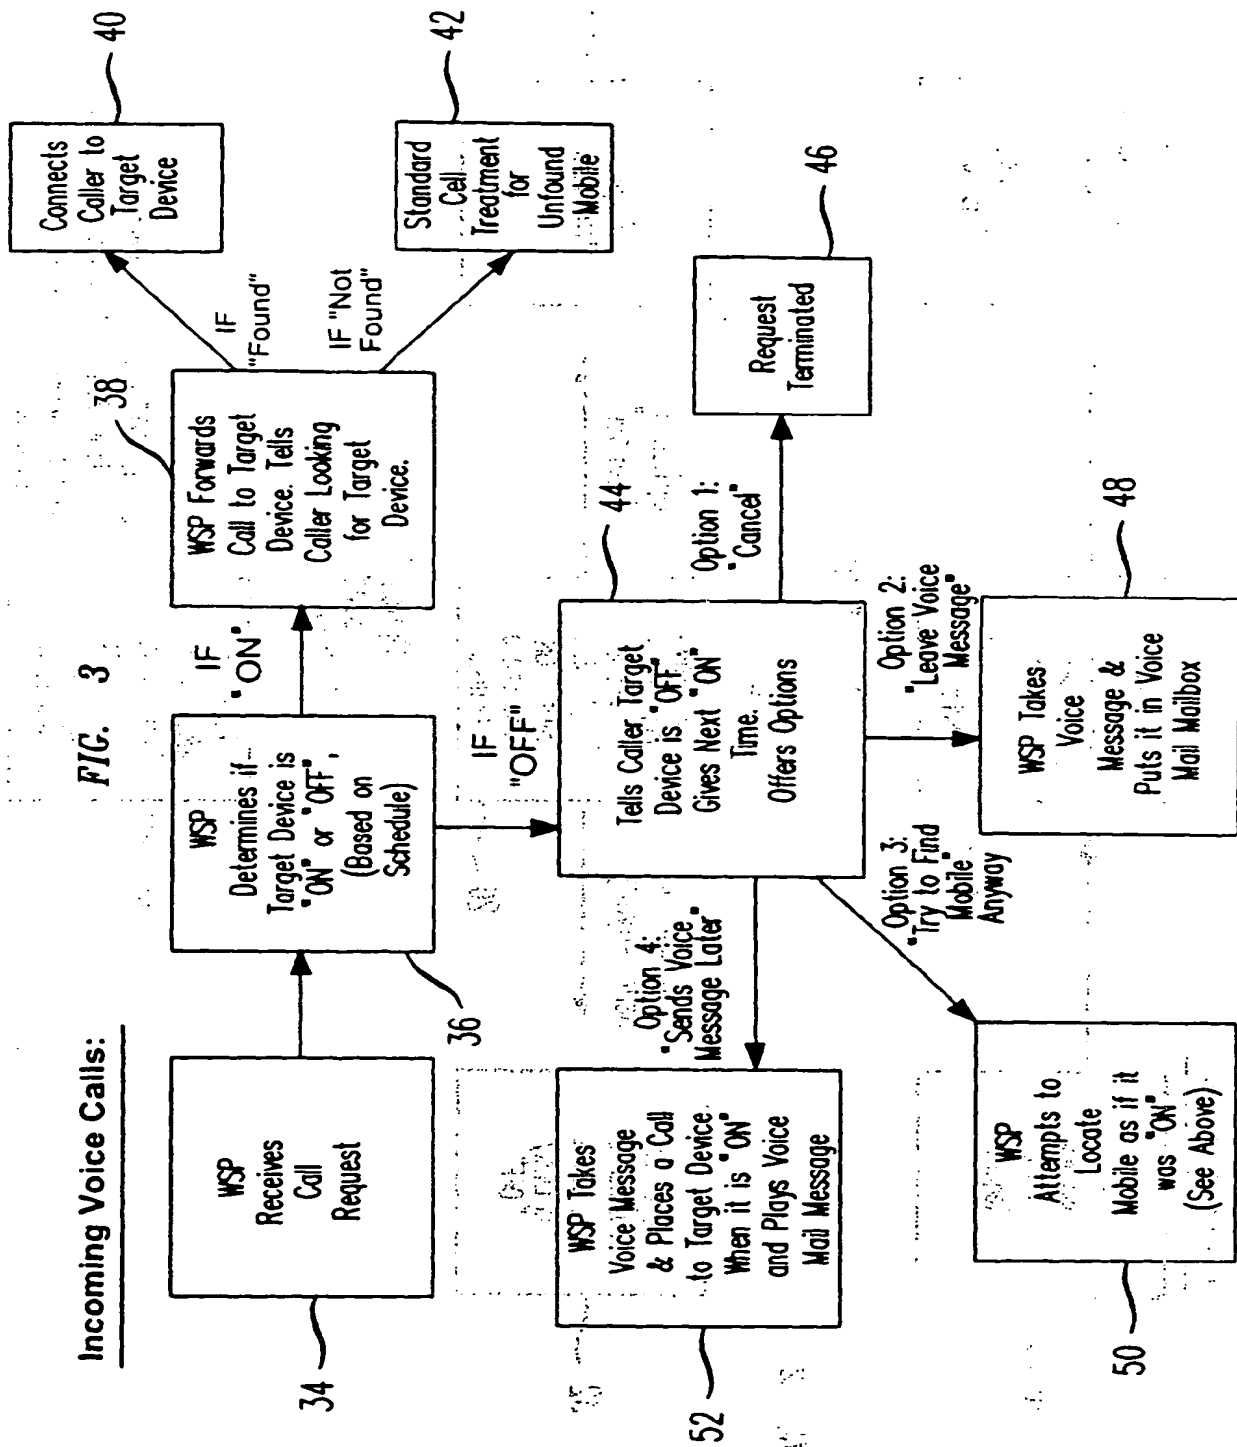 Incoming Voice Calls:
FIG. 3
WSP
Receives
Call
Request
34
WSP
Determines if
Target Device is
"ON" or "OFF",
(Based on
Schedule)
36
IF
"ON"
WSP Forwards
Call to Target
Device. Tells
Caller Looking
for Target
Device.
38
IF
"Found"
Connects
Caller to
Target
Device
40
IF "Not
Found"
Standard
Cell
Treatment
for
Unfound
Mobile
42
IF
"OFF"
Tells Caller Target
Device is "OFF"
Gives Next "ON"
Time.
Offers Options
44
Option 1:
"Cancel"
Request
Terminated
46
Option 2:
"Leave Voice
Message"
WSP Takes
Voice
Message &
Puts it in Voice
Mail Mailbox
48
Option 3:
"Try to Find
Mobile"
Anyway
WSP
Attempts to
Locate
Mobile as if it
was "ON"
(See Above)
50
Option 4:
"Sends Voice
Message Later"
WSP Takes
Voice Message
& Places a Call
to Target Device
When it is "ON"
and Plays Voice
Mail Message
52